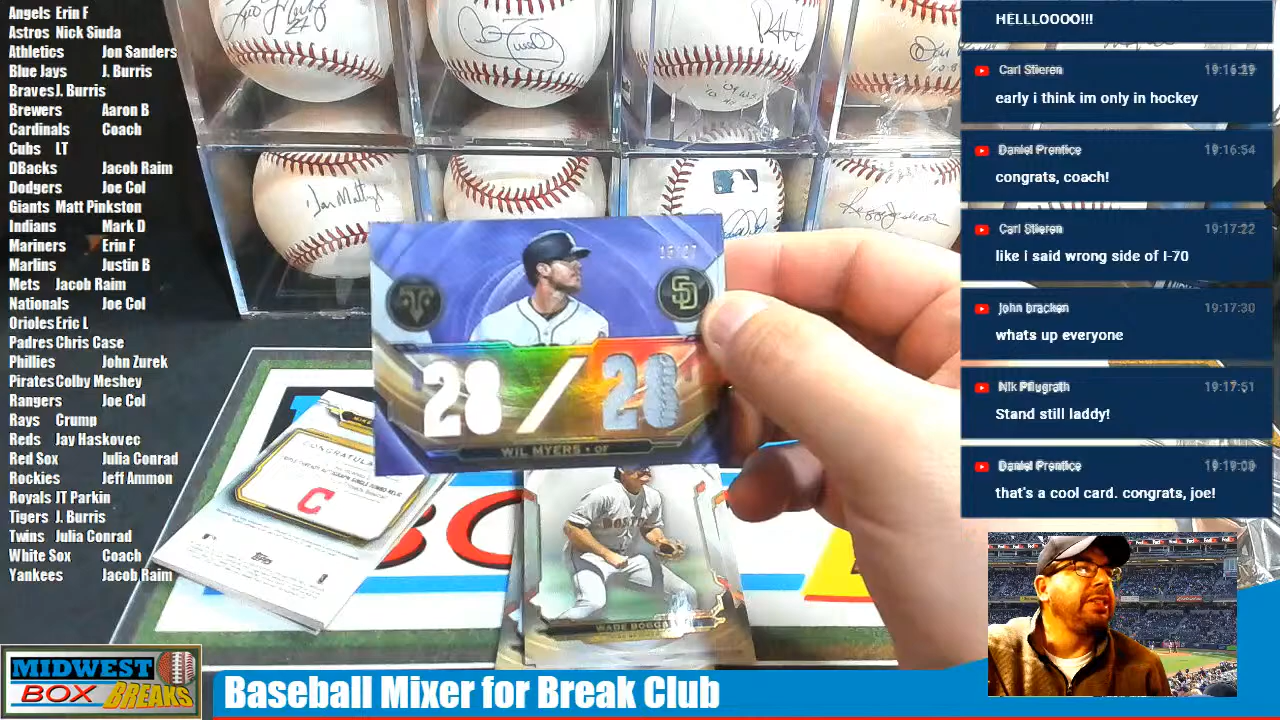 Angels Erin F
Astros Nick Siuda
Athletics Jon Sanders
Blue Jays J. Burris
Braves J. Burris
Brewers Aaron B
Cardinals Coach
Cubs LT
DBacks Jacob Raim
Dodgers Joe Col
Giants Matt Pinkston
Indians Mark D
Mariners Erin F
Marlins Justin B
Mets Jacob Raim
Nationals Joe Col
Orioles Eric L
Padres Chris Case
Phillies John Zurek
Pirates Colby Meshey
Rangers Joe Col
Rays Crump
Reds Jay Haskovec
Red Sox Julia Conrad
Rockies Jeff Ammon
Royals JT Parkin
Tigers J. Burris
Twins Julia Conrad
White Sox Coach
Yankees Jacob Raim
MIDWEST
BOX BREAKS
Baseball Mixer for Break Club
SD
28 / 28
WIL MYERS • OF
MIKE
CONGRATULA
C
topps
BOSTON
WADE BOGGS
HELLLOOOO!!!
Carl Stieren 19:16:29
early i think im only in hockey
Daniel Prentice 19:16:54
congrats, coach!
Carl Stieren 19:17:22
like i said wrong side of I-70
john bracken 19:17:30
whats up everyone
Nik Pflugrath 19:17:51
Stand still laddy!
Daniel Prentice 19:19:08
that's a cool card. congrats, joe!